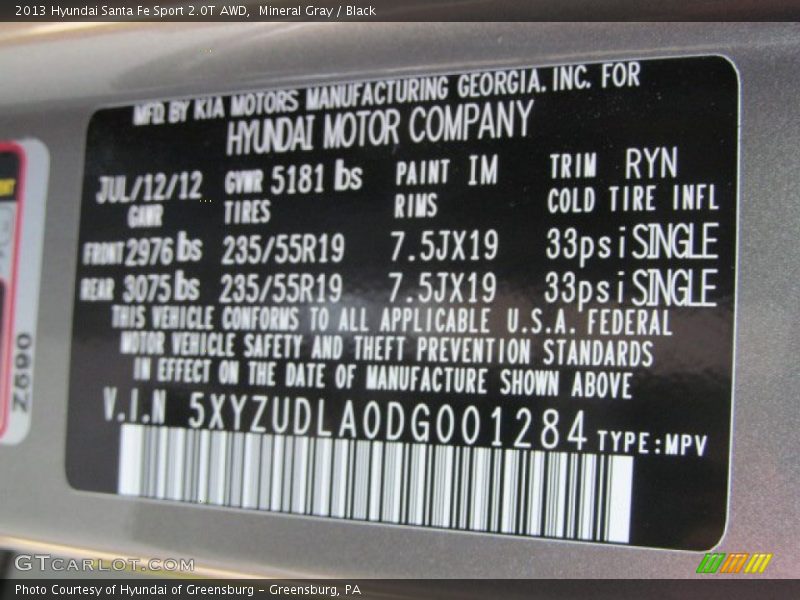 2013 Hyundai Santa Fe Sport 2.0T AWD,  Mineral Gray / Black
MFD. BY KIA MOTORS MANUFACTURING GEORGIA. INC. FOR
HYUNDAI MOTOR COMPANY
JUL/12/12 GVWR 5181 lbs PAINT IM TRIM RYN
GAWR TIRES RIMS COLD TIRE INFL
FRONT 2976 lbs 235/55R19 7.5JX19 33psi SINGLE
REAR 3075 lbs 235/55R19 7.5JX19 33psi SINGLE
THIS VEHICLE CONFORMS TO ALL APPLICABLE U.S.A. FEDERAL
MOTOR VEHICLE SAFETY AND THEFT PREVENTION STANDARDS
IN EFFECT ON THE DATE OF MANUFACTURE SHOWN ABOVE
V.I.N 5XYZUDLA0DG001284 TYPE:MPV
GTCARLOT.COM
Photo Courtesy of Hyundai of Greensburg - Greensburg, PA